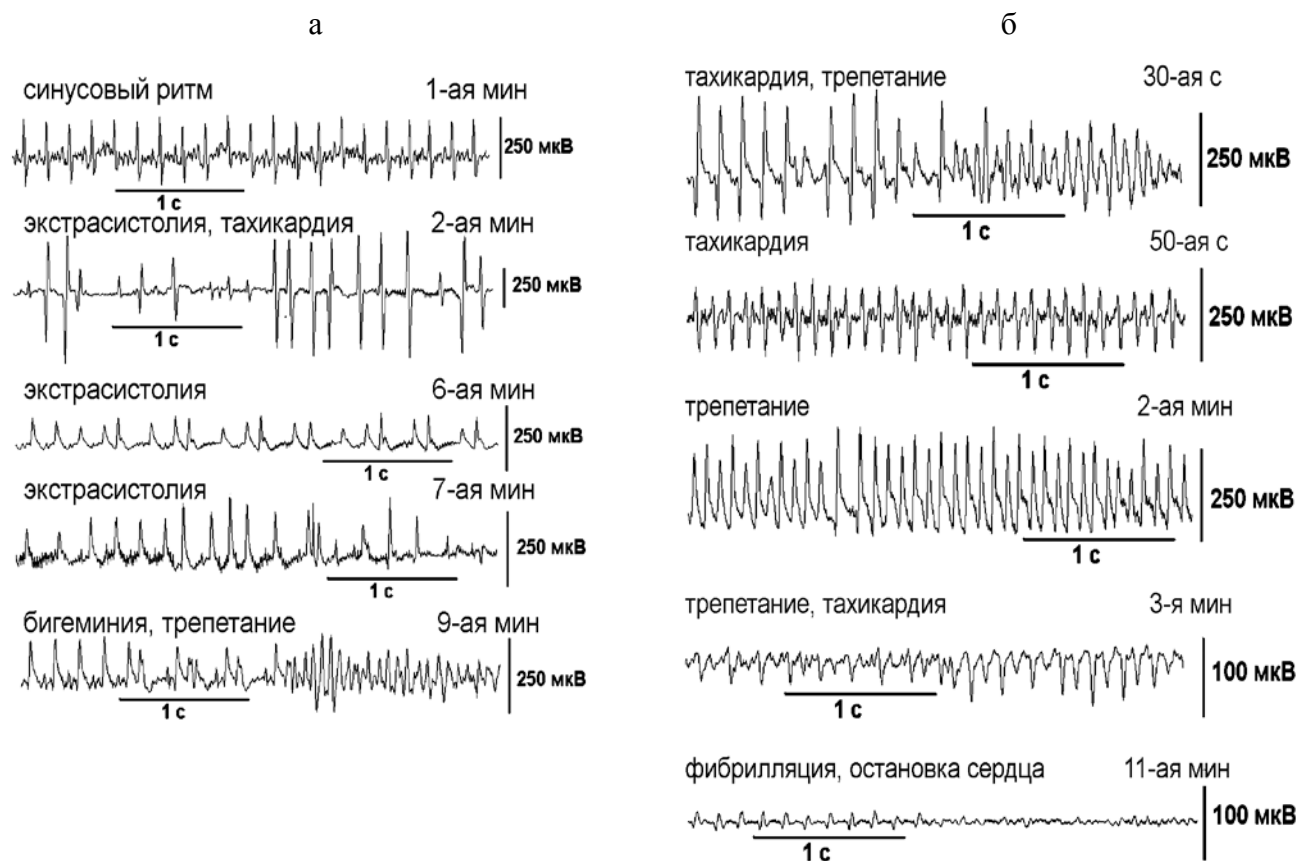 а
синусовый ритм 1-ая мин
250 мкВ
1 с
экстрасистолия, тахикардия 2-ая мин
250 мкВ
1 с
экстрасистолия 6-ая мин
250 мкВ
1 с
экстрасистолия 7-ая мин
250 мкВ
1 с
бигеминия, трепетание 9-ая мин
250 мкВ
1 с
б
тахикардия, трепетание 30-ая с
250 мкВ
1 с
тахикардия 50-ая с
250 мкВ
1 с
трепетание 2-ая мин
250 мкВ
1 с
трепетание, тахикардия 3-я мин
100 мкВ
1 с
фибрилляция, остановка сердца 11-ая мин
100 мкВ
1 с